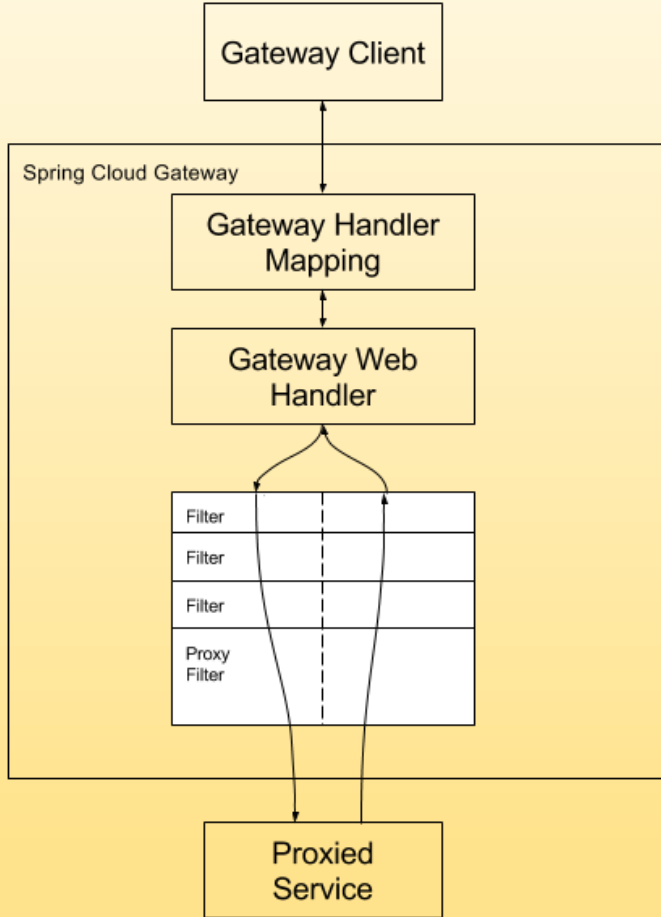 Gateway Client
Spring Cloud Gateway
Gateway Handler
Mapping
Gateway Web
Handler
Filter
Filter
Filter
Proxy
Filter
Proxied
Service